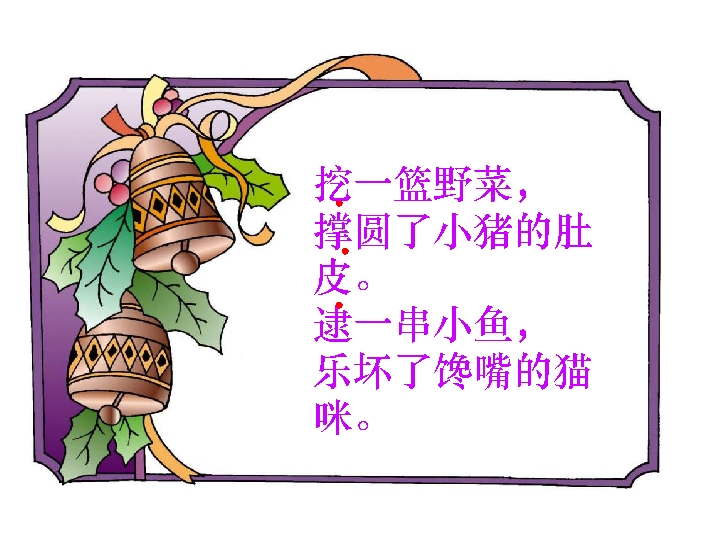 挖一篮野菜，
撑圆了小猪的肚
皮。
逮一串小鱼，
乐坏了馋嘴的猫
咪。